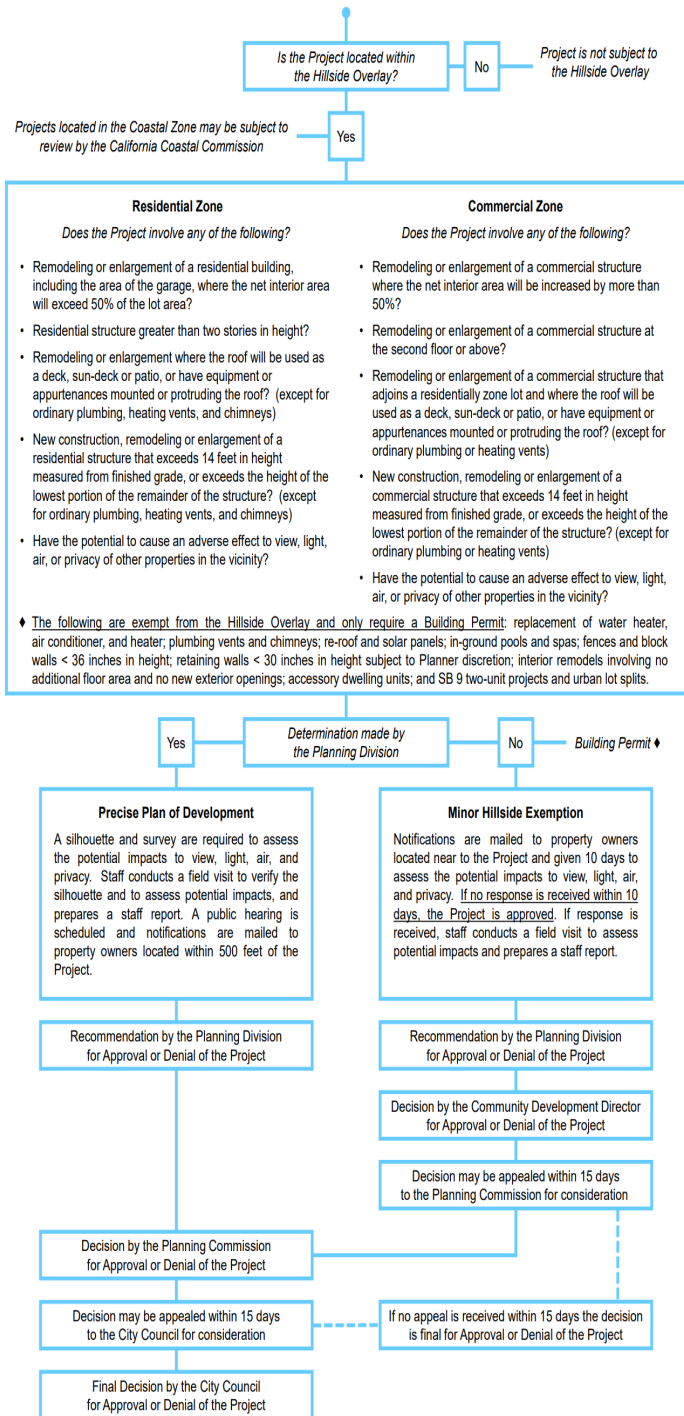 Is the Project located within
the Hillside Overlay?
No
Project is not subject to
the Hillside Overlay
Projects located in the Coastal Zone may be subject to
review by the California Coastal Commission
Yes
Residential Zone
Does the Project involve any of the following?
• Remodeling or enlargement of a residential building,
including the area of the garage, where the net interior area
will exceed 50% of the lot area?
• Residential structure greater than two stories in height?
• Remodeling or enlargement where the roof will be used as
a deck, sun-deck or patio, or have equipment or
appurtenances mounted or protruding the roof? (except for
ordinary plumbing, heating vents, and chimneys)
• New construction, remodeling or enlargement of a
residential structure that exceeds 14 feet in height
measured from finished grade, or exceeds the height of the
lowest portion of the remainder of the structure? (except
for ordinary plumbing, heating vents, and chimneys)
• Have the potential to cause an adverse effect to view, light,
air, or privacy of other properties in the vicinity?
Commercial Zone
Does the Project involve any of the following?
• Remodeling or enlargement of a commercial structure
where the net interior area will be increased by more than
50%?
• Remodeling or enlargement of a commercial structure at
the second floor or above?
• Remodeling or enlargement of a commercial structure that
adjoins a residentially zone lot and where the roof will be
used as a deck, sun-deck or patio, or have equipment or
appurtenances mounted or protruding the roof? (except for
ordinary plumbing or heating vents)
• New construction, remodeling or enlargement of a
commercial structure that exceeds 14 feet in height
measured from finished grade, or exceeds the height of the
lowest portion of the remainder of the structure? (except for
ordinary plumbing or heating vents)
• Have the potential to cause an adverse effect to view, light,
air, or privacy of other properties in the vicinity?
♦ The following are exempt from the Hillside Overlay and only require a Building Permit: replacement of water heater,
air conditioner, and heater; plumbing vents and chimneys; re-roof and solar panels; in-ground pools and spas; fences and block
walls < 36 inches in height; retaining walls < 30 inches in height subject to Planner discretion; interior remodels involving no
additional floor area and no new exterior openings; accessory dwelling units; and SB 9 two-unit projects and urban lot splits.
Yes
Determination made by
the Planning Division
No
Building Permit ♦
Precise Plan of Development
A silhouette and survey are required to assess
the potential impacts to view, light, air, and
privacy. Staff conducts a field visit to verify the
silhouette and to assess potential impacts, and
prepares a staff report. A public hearing is
scheduled and notifications are mailed to
property owners located within 500 feet of the
Project.
Minor Hillside Exemption
Notifications are mailed to property owners
located near to the Project and given 10 days to
assess the potential impacts to view, light, air,
and privacy. If no response is received within 10
days, the Project is approved. If response is
received, staff conducts a field visit to assess
potential impacts and prepares a staff report.
Recommendation by the Planning Division
for Approval or Denial of the Project
Recommendation by the Planning Division
for Approval or Denial of the Project
Decision by the Community Development Director
for Approval or Denial of the Project
Decision may be appealed within 15 days
to the Planning Commission for consideration
Decision by the Planning Commission
for Approval or Denial of the Project
Decision may be appealed within 15 days
to the City Council for consideration
If no appeal is received within 15 days the decision
is final for Approval or Denial of the Project
Final Decision by the City Council
for Approval or Denial of the Project